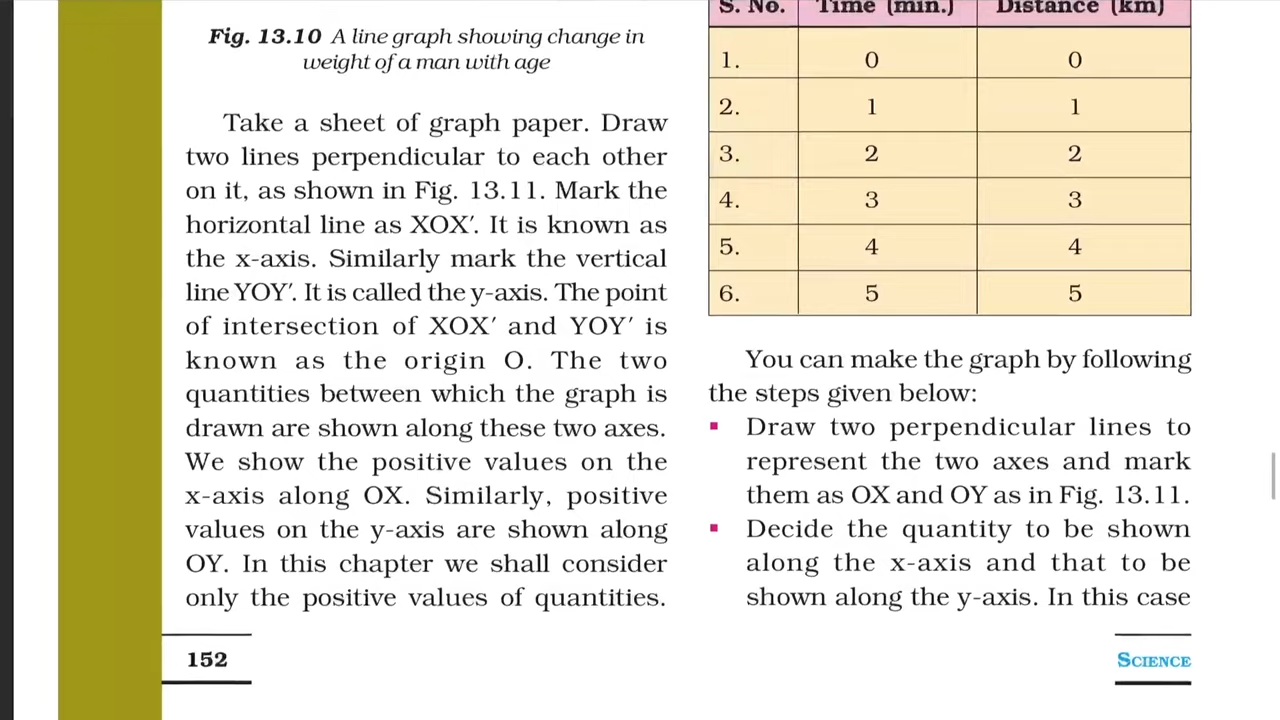 Fig. 13.10 A line graph showing change in
weight of a man with age
Take a sheet of graph paper. Draw
two lines perpendicular to each other
on it, as shown in Fig. 13.11. Mark the
horizontal line as XOX′. It is known as
the x-axis. Similarly mark the vertical
line YOY′. It is called the y-axis. The point
of intersection of XOX′ and YOY′ is
known as the origin O. The two
quantities between which the graph is
drawn are shown along these two axes.
We show the positive values on the
x-axis along OX. Similarly, positive
values on the y-axis are shown along
OY. In this chapter we shall consider
only the positive values of quantities.
S. No. Time (min.) Distance (km)
1. 0 0
2. 1 1
3. 2 2
4. 3 3
5. 4 4
6. 5 5
You can make the graph by following
the steps given below:
▪ Draw two perpendicular lines to
represent the two axes and mark
them as OX and OY as in Fig. 13.11.
▪ Decide the quantity to be shown
along the x-axis and that to be
shown along the y-axis. In this case
152
SCIENCE